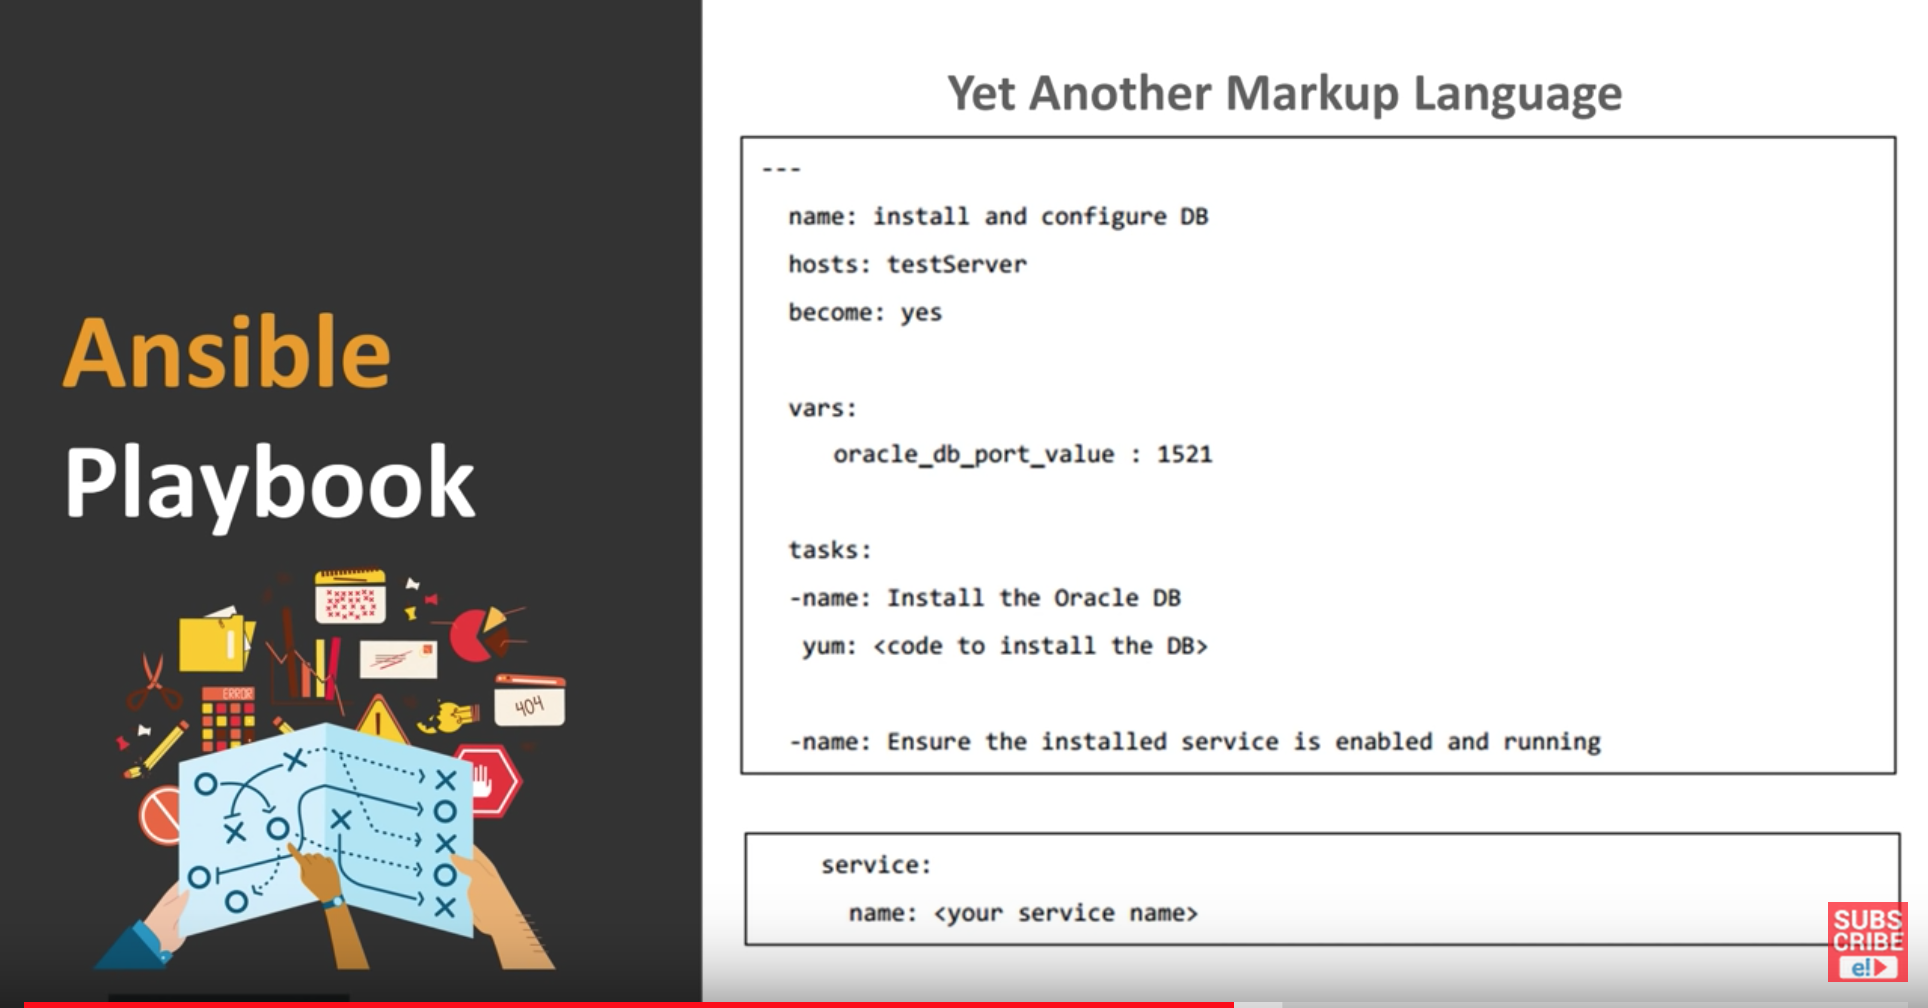 Ansible
Playbook
ERROR
404
Yet Another Markup Language
---
name: install and configure DB
hosts: testServer
become: yes
vars:
oracle_db_port_value : 1521
tasks:
-name: Install the Oracle DB
yum: <code to install the DB>
-name: Ensure the installed service is enabled and running
service:
name: <your service name>
SUBS
CRIBE
e!